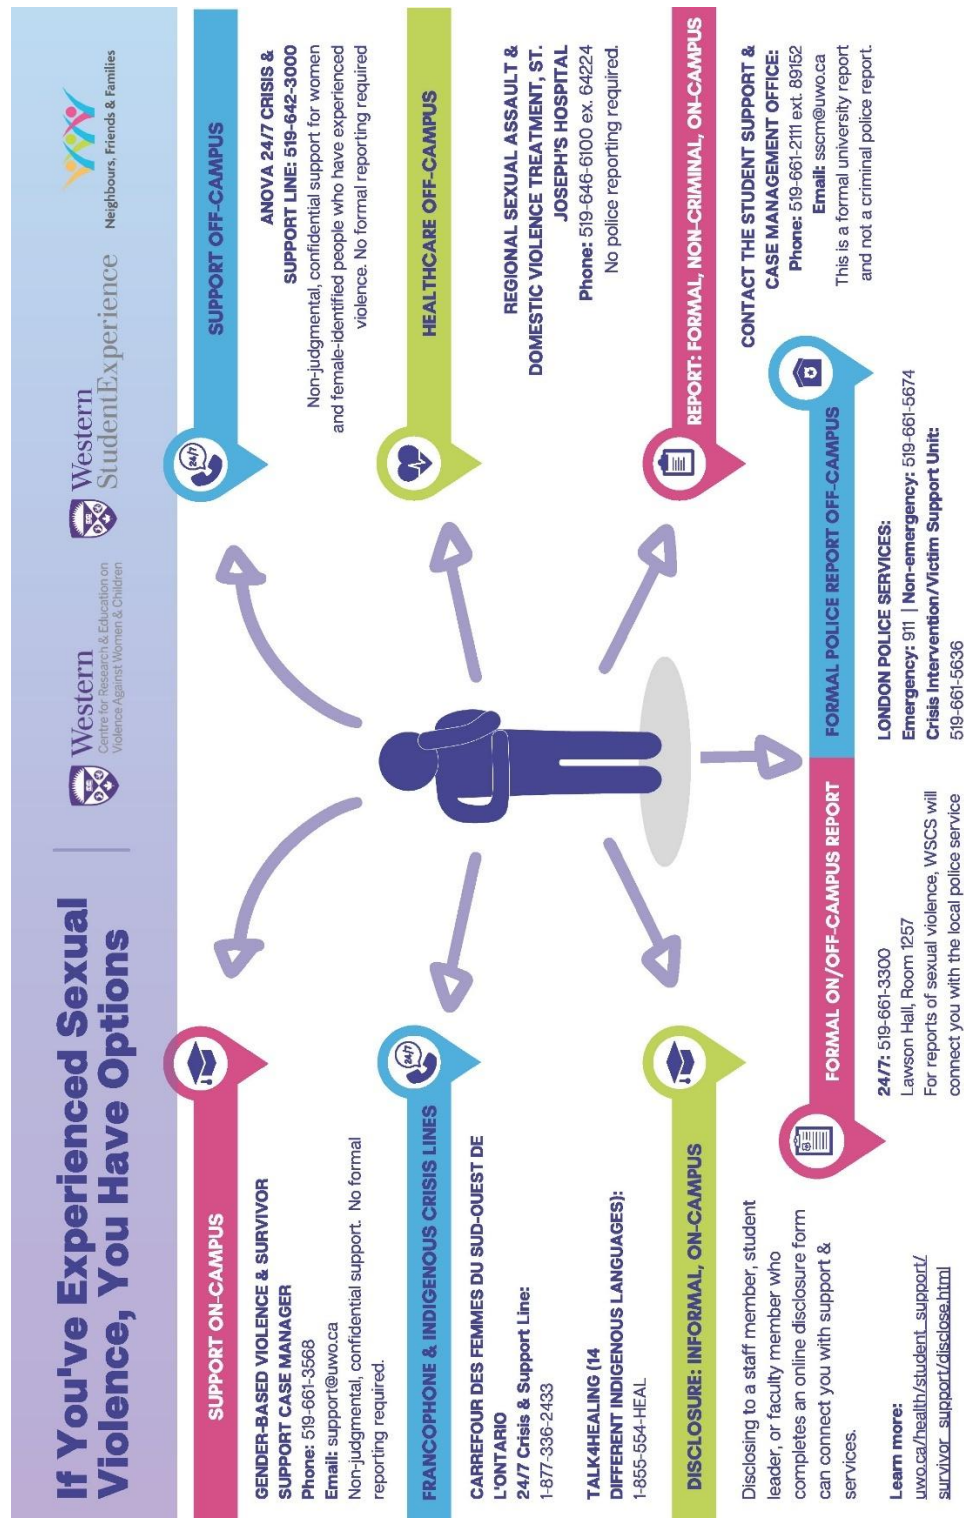 If You've Experienced Sexual
Violence, You Have Options
Western
Centre for Research & Education on
Violence Against Women & Children
Western
StudentExperience
Neighbours, Friends & Families
SUPPORT ON-CAMPUS
GENDER-BASED VIOLENCE & SURVIVOR
SUPPORT CASE MANAGER
Phone: 519-661-3568
Email: support@uwo.ca
Non-judgmental, confidential support. No formal
reporting required.
FRANCOPHONE & INDIGENOUS CRISIS LINES
24/7
CARREFOUR DES FEMMES DU SUD-OUEST DE
L'ONTARIO
24/7 Crisis & Support Line:
1-877-336-2433
TALK4HEALING (14
DIFFERENT INDIGENOUS LANGUAGES):
1-855-554-HEAL
DISCLOSURE: INFORMAL, ON-CAMPUS
Disclosing to a staff member, student
leader, or faculty member who
completes an online disclosure form
can connect you with support &
services.
Learn more:
uwo.ca/health/student_support/
survivor_support/disclose.html
SUPPORT OFF-CAMPUS
24/7
ANOVA 24/7 CRISIS &
SUPPORT LINE: 519-642-3000
Non-judgmental, confidential support for women
and female-identified people who have experienced
violence. No formal reporting required
HEALTHCARE OFF-CAMPUS
REGIONAL SEXUAL ASSAULT &
DOMESTIC VIOLENCE TREATMENT, ST.
JOSEPH'S HOSPITAL
Phone: 519-646-6100 ex. 64224
No police reporting required.
REPORT: FORMAL, NON-CRIMINAL, ON-CAMPUS
CONTACT THE STUDENT SUPPORT &
CASE MANAGEMENT OFFICE:
Phone: 519-661-2111 ext. 89152
Email: sscm@uwo.ca
This is a formal university report
and not a criminal police report.
FORMAL ON/OFF-CAMPUS REPORT
24/7: 519-661-3300
Lawson Hall, Room 1257
For reports of sexual violence, WSCS will
connect you with the local police service
FORMAL POLICE REPORT OFF-CAMPUS
LONDON POLICE SERVICES:
Emergency: 911 | Non-emergency: 519-661-5674
Crisis Intervention/Victim Support Unit:
519-661-5636